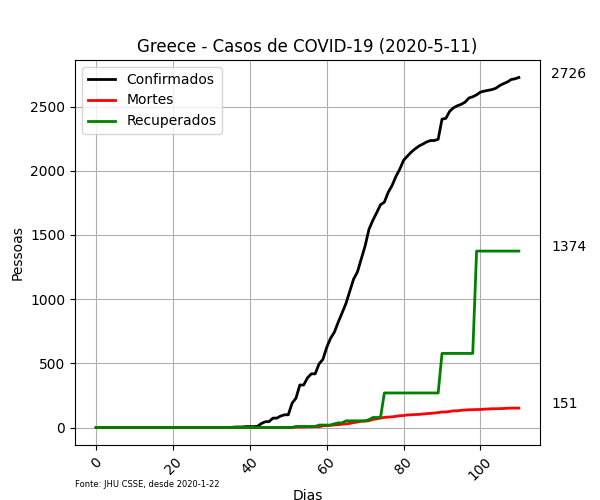 Greece - Casos de COVID-19 (2020-5-11)
Confirmados
Mortes
Recuperados
2726
1374
151
Pessoas
2500
2000
1500
1000
500
0
0
20
40
60
80
100
Fonte: JHU CSSE, desde 2020-1-22
Dias